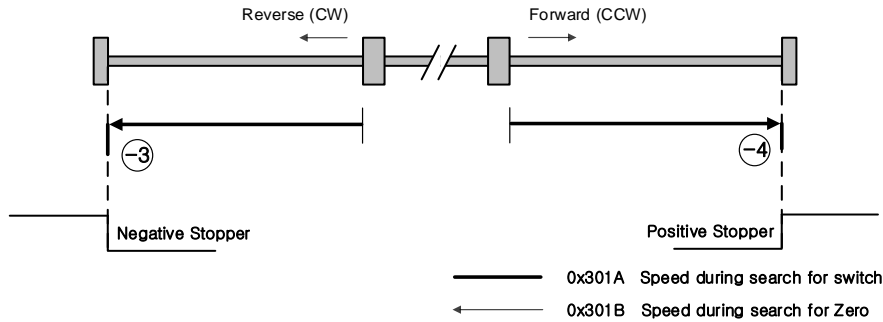 Reverse (CW)
Forward (CCW)
−3
−4
Negative Stopper
Positive Stopper
0x301A Speed during search for switch
0x301B Speed during search for Zero